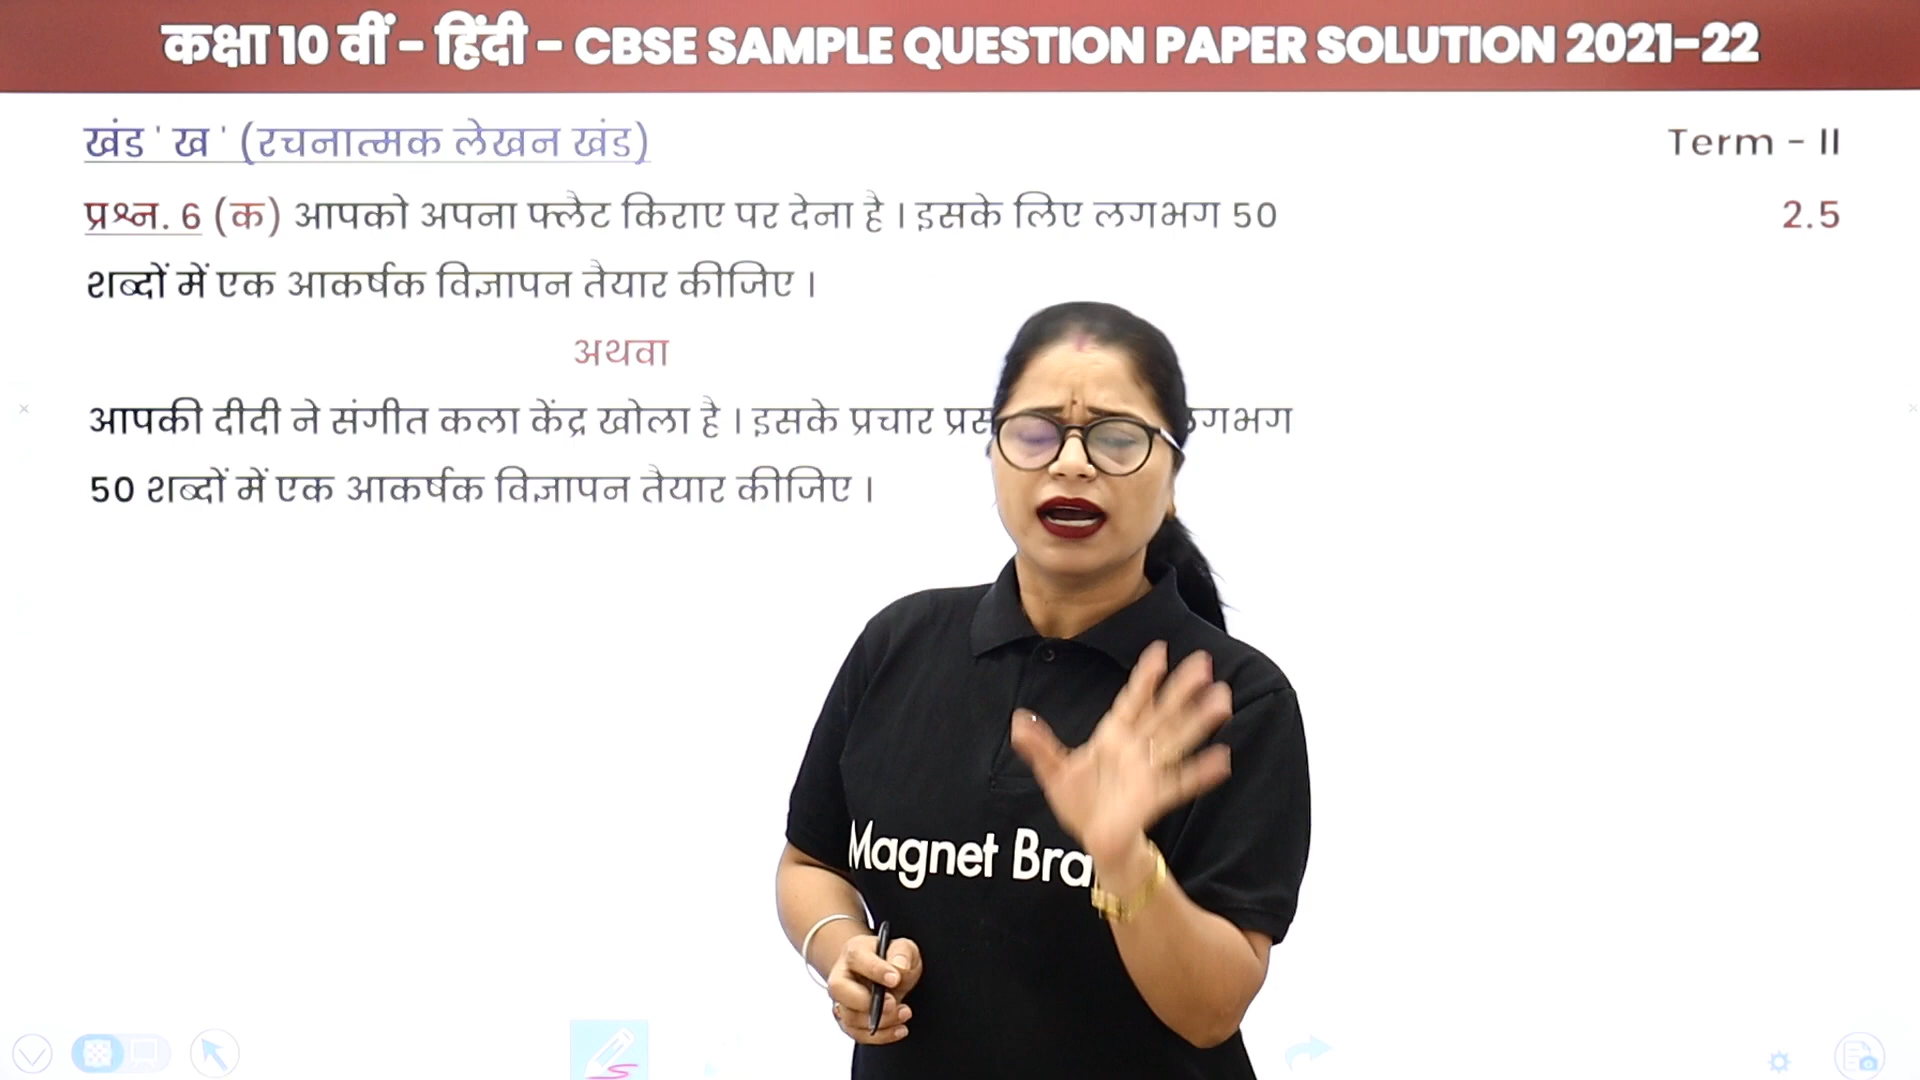 कक्षा 10 वीं - हिंदी - CBSE SAMPLE QUESTION PAPER SOLUTION 2021-22
खंड ' ख ' (रचनात्मक लेखन खंड)
Term - II
प्रश्न. 6 (क) आपको अपना फ्लैट किराए पर देना है । इसके लिए लगभग 50
2.5
शब्दों में एक आकर्षक विज्ञापन तैयार कीजिए ।
अथवा
आपकी दीदी ने संगीत कला केंद्र खोला है । इसके प्रचार
50 शब्दों में एक आकर्षक विज्ञापन तैयार कीजिए ।
Magnet